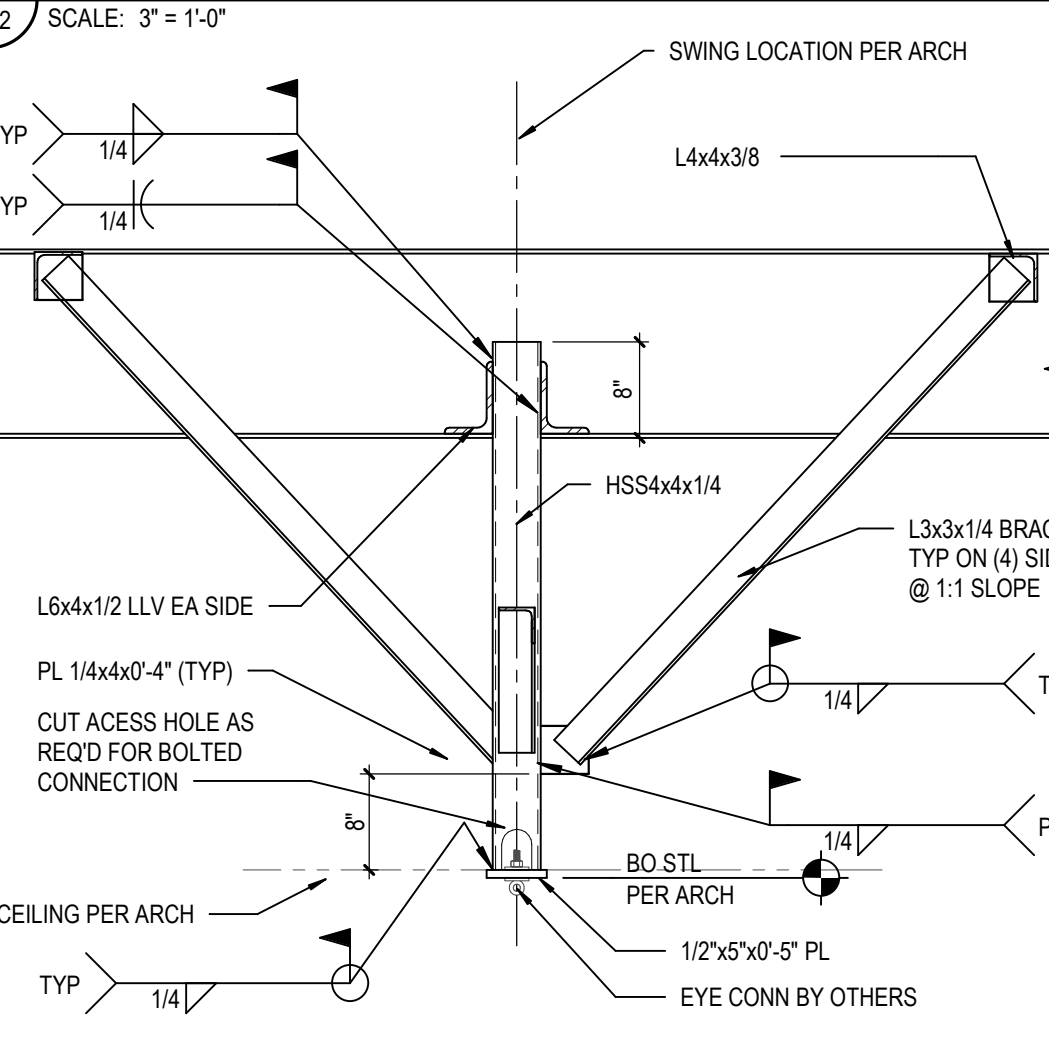 2
SCALE: 3" = 1'-0"
SWING LOCATION PER ARCH
YP
1/4
L4x4x3/8
YP
1/4
8"
HSS4x4x1/4
L3x3x1/4 BRAC
TYP ON (4) SID
@ 1:1 SLOPE
L6x4x1/2 LLV EA SIDE
PL 1/4x4x0'-4" (TYP)
T
1/4
CUT ACESS HOLE AS
REQ'D FOR BOLTED
CONNECTION
8"
P
1/4
BO STL
PER ARCH
CEILING PER ARCH
1/2"x5"x0'-5" PL
TYP
1/4
EYE CONN BY OTHERS